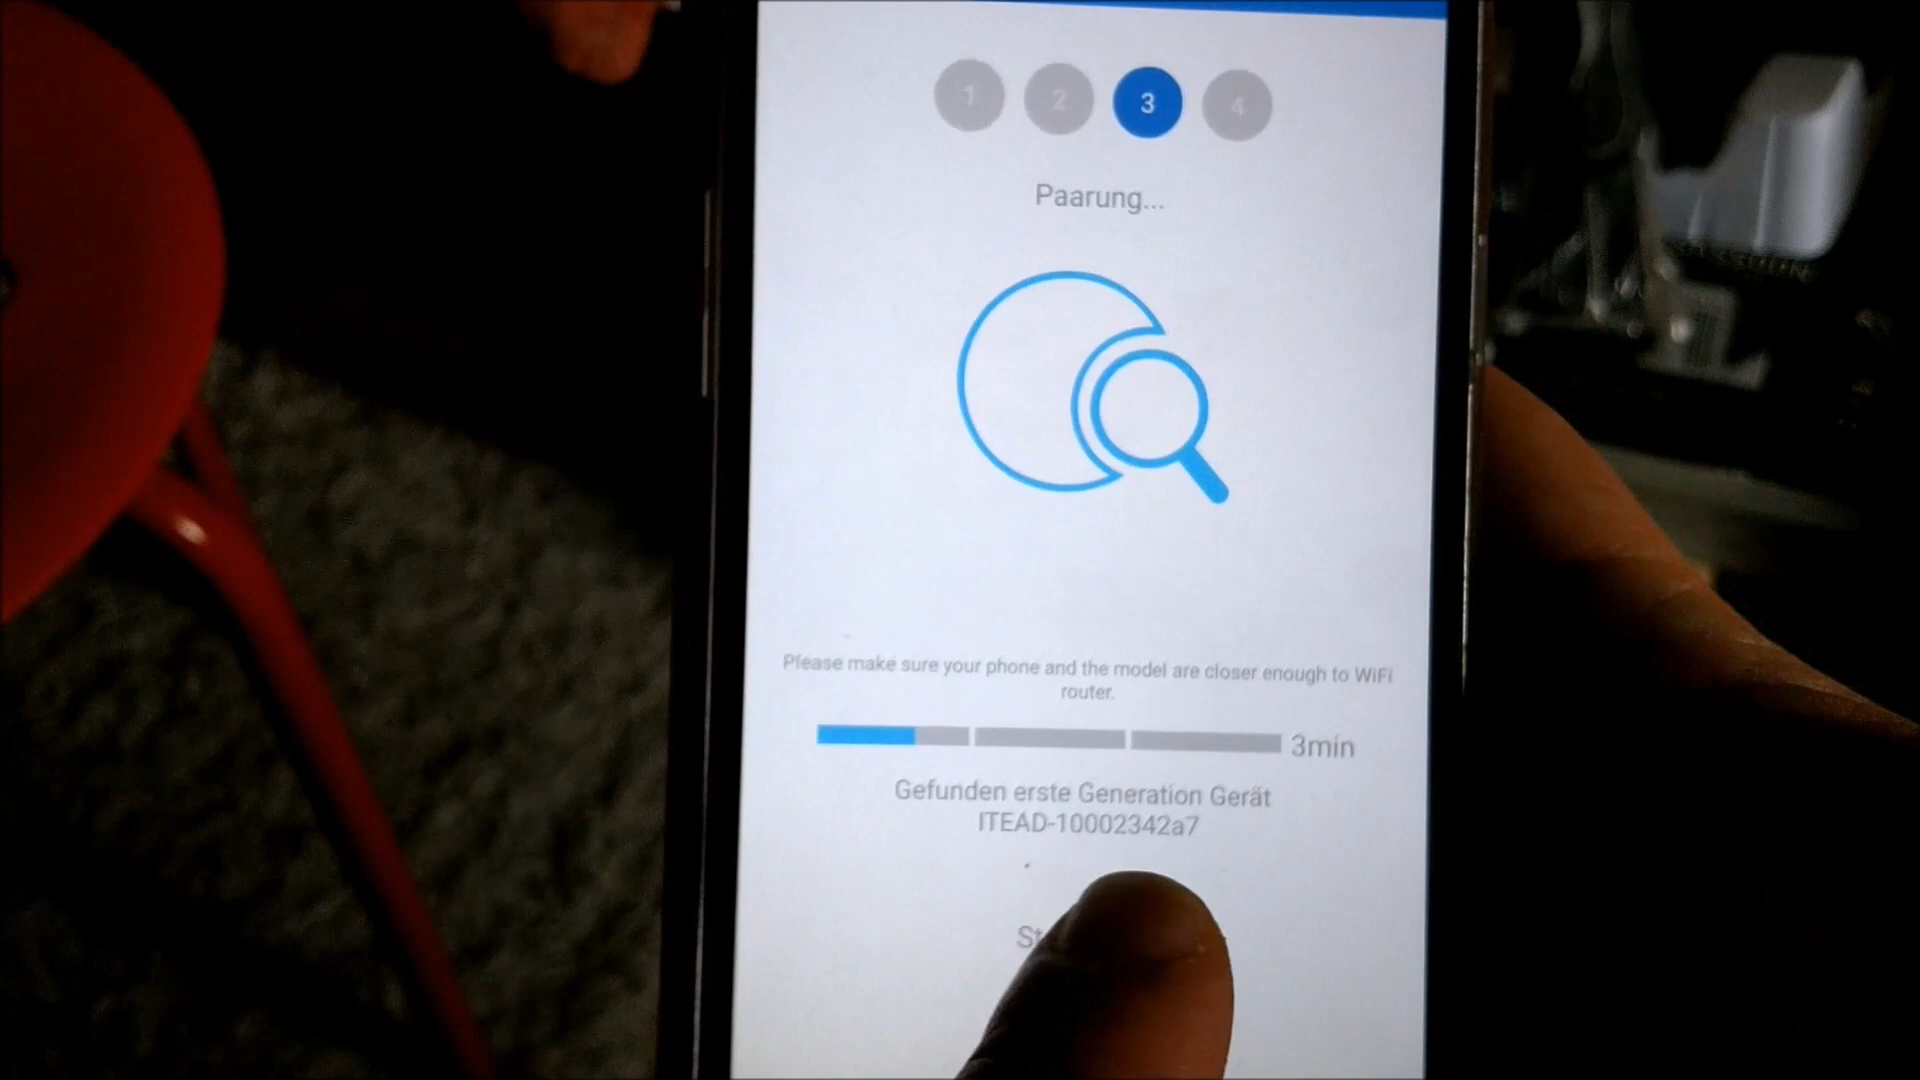 1 2 3 4
Paarung...
Please make sure your phone and the model are closer enough to WiFi
router.
3min
Gefunden erste Generation Gerät
ITEAD-10002342a7